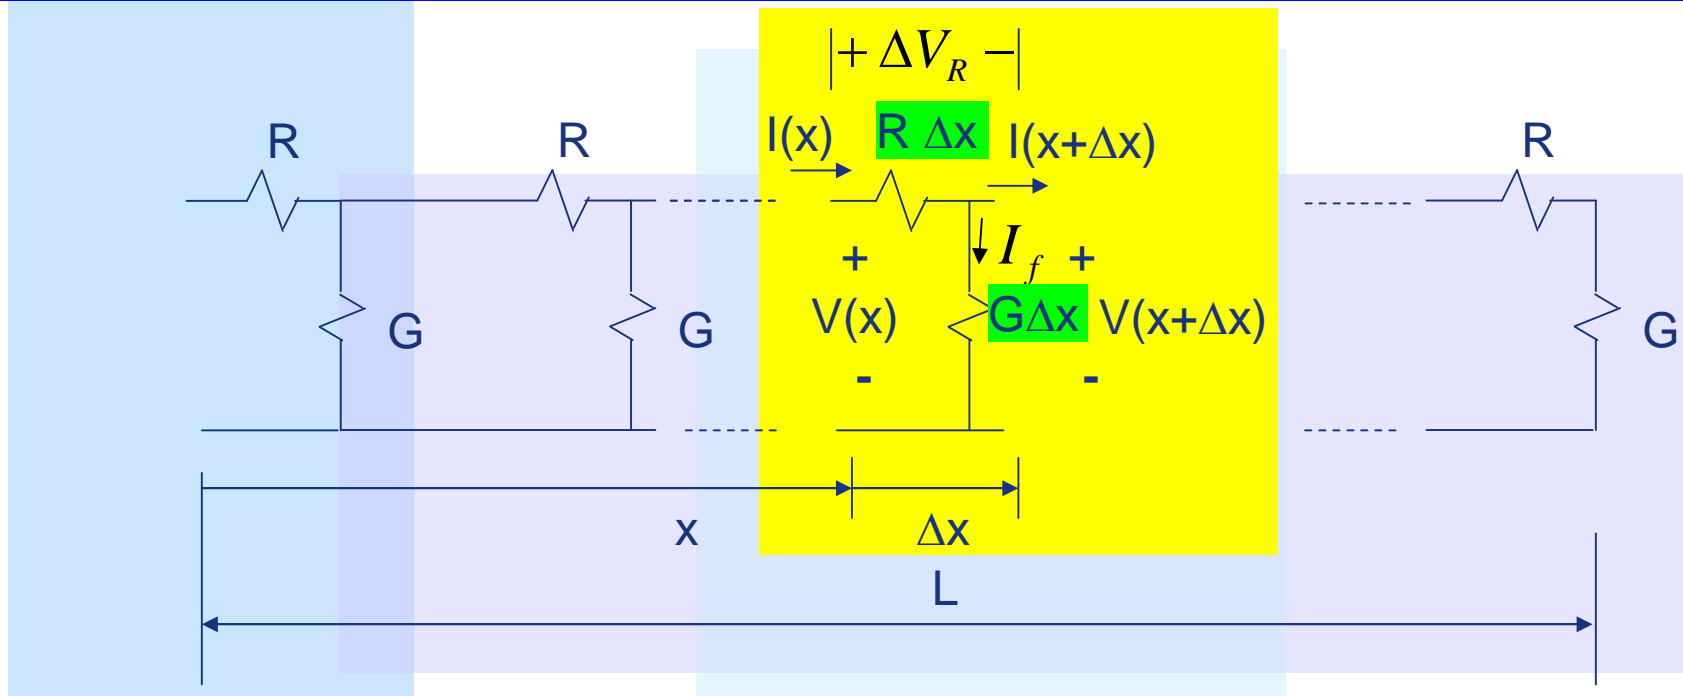 |+ ΔV_R −|
I(x) R Δx I(x+Δx)
R R R
I_f
+ +
V(x) GΔx V(x+Δx)
G G G
- -
x Δx
L